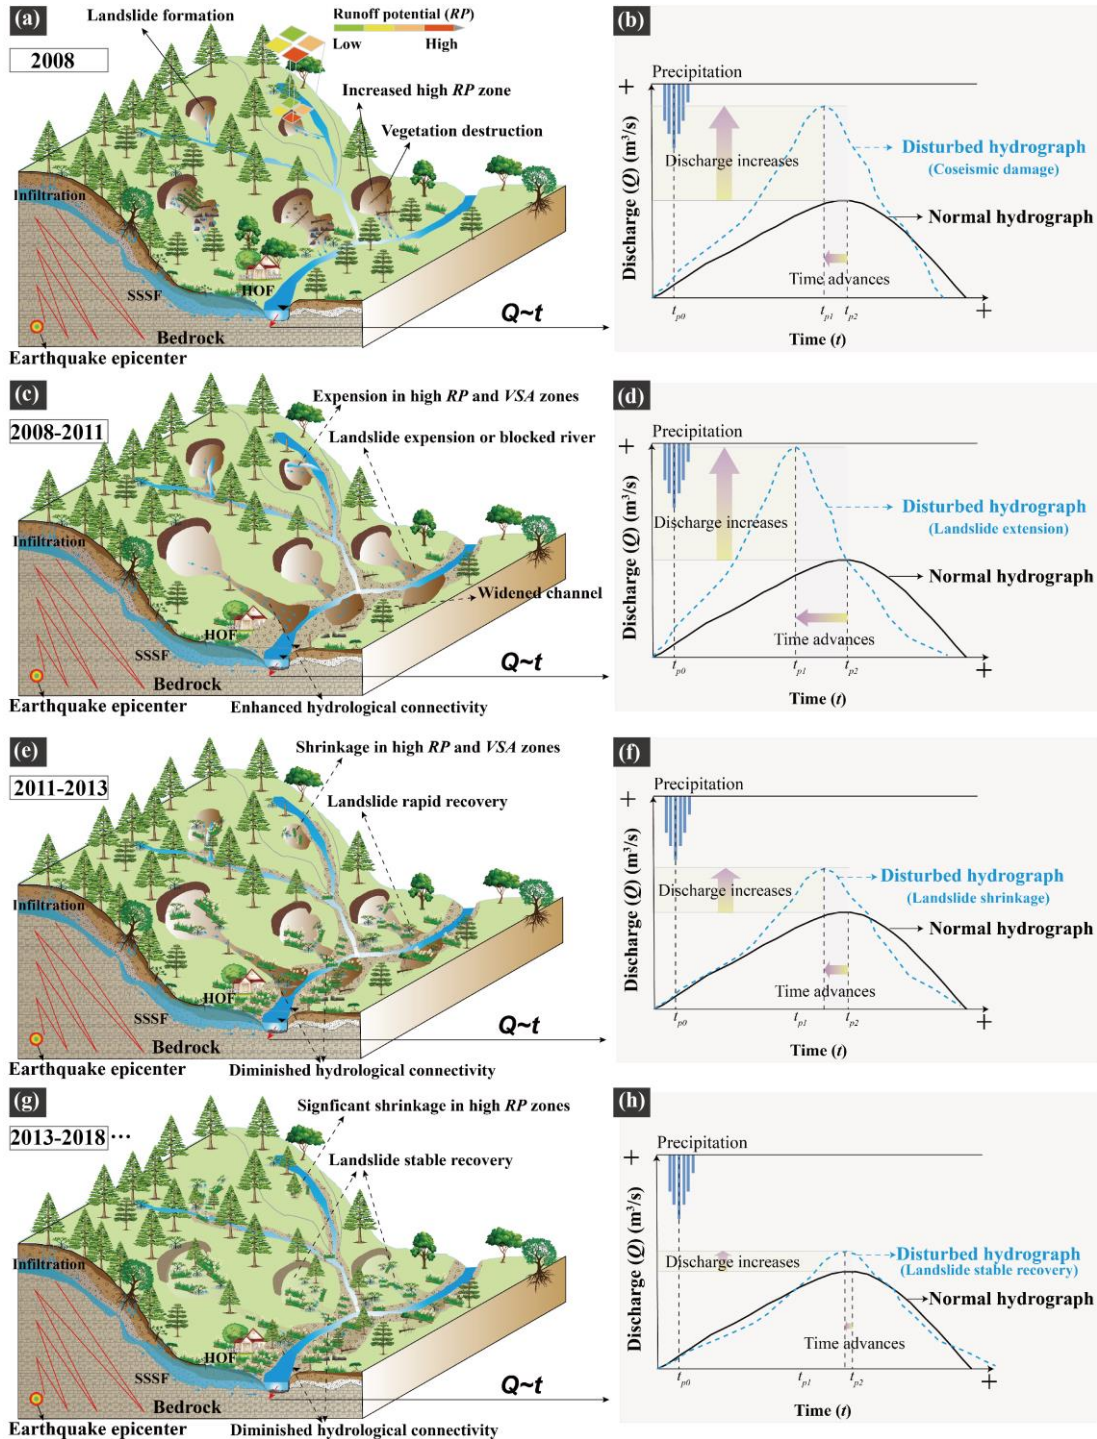 (a)
2008
Landslide formation
Runoff potential (RP)
Low High
Increased high RP zone
Vegetation destruction
Infiltration
SSSF
HOF
Bedrock
Earthquake epicenter
Q~t
(b)
Precipitation
+
Discharge (Q) (m³/s)
Discharge increases
Disturbed hydrograph
(Coseismic damage)
Normal hydrograph
Time advances
tp0 tp1 tp2
+
Time (t)
(c)
2008-2011
Expension in high RP and VSA zones
Landslide expension or blocked river
Infiltration
Widened channel
HOF
SSSF
Bedrock
Earthquake epicenter
Enhanced hydrological connectivity
Q~t
(d)
Precipitation
+
Discharge (Q) (m³/s)
Discharge increases
Disturbed hydrograph
(Landslide extension)
Normal hydrograph
Time advances
tp0 tp1 tp2
+
Time (t)
(e)
2011-2013
Shrinkage in high RP and VSA zones
Landslide rapid recovery
Infiltration
HOF
SSSF
Bedrock
Earthquake epicenter
Diminished hydrological connectivity
Q~t
(f)
Precipitation
+
Discharge (Q) (m³/s)
Discharge increases
Disturbed hydrograph
(Landslide shrinkage)
Normal hydrograph
Time advances
tp0 tp1 tp2
+
Time (t)
(g)
2013-2018 ···
Signficant shrinkage in high RP zones
Landslide stable recovery
Infiltration
HOF
SSSF
Bedrock
Earthquake epicenter
Diminished hydrological connectivity
Q~t
(h)
Precipitation
+
Discharge (Q) (m³/s)
Discharge increases
Disturbed hydrograph
(Landslide stable recovery)
Normal hydrograph
Time advances
tp0 tp1 tp2
+
Time (t)